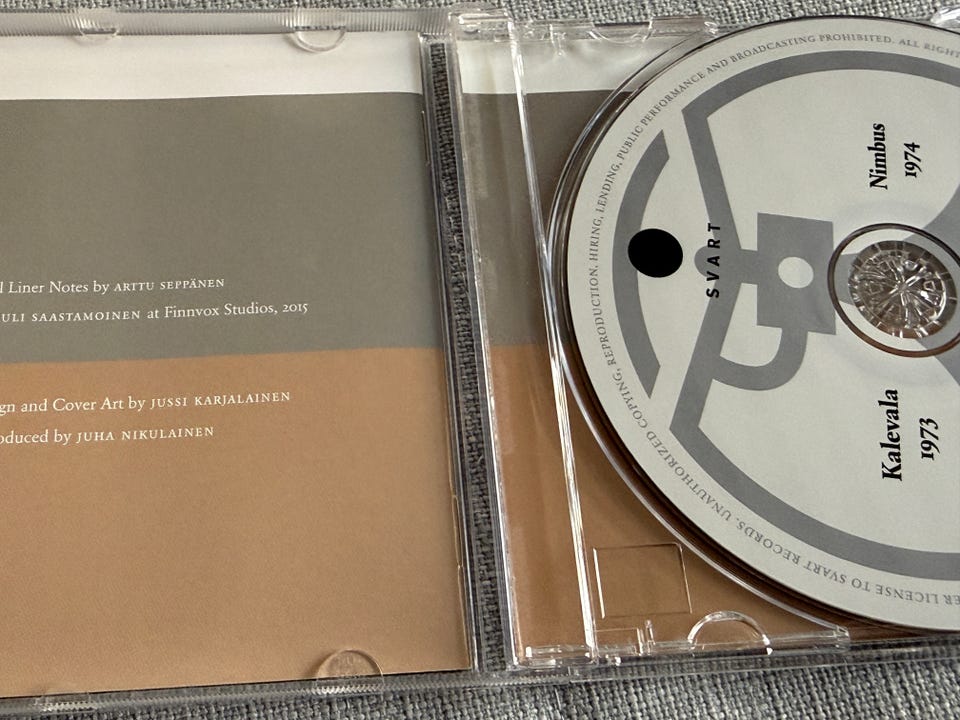 Liner Notes by ARTTU SEPPÄNEN
ULI SAASTAMOINEN at Finnvox Studios, 2015
gn and Cover Art by JUSSI KARJALAINEN
oduced by JUHA NIKULAINEN
ER LICENSE TO SVART RECORDS. UNAUTHORIZED COPYING, REPRODUCTION, HIRING, LENDING, PUBLIC PERFORMANCE AND BROADCASTING PROHIBITED. ALL RIGHT
SVART
Nimbus
1974
Kalevala
1973